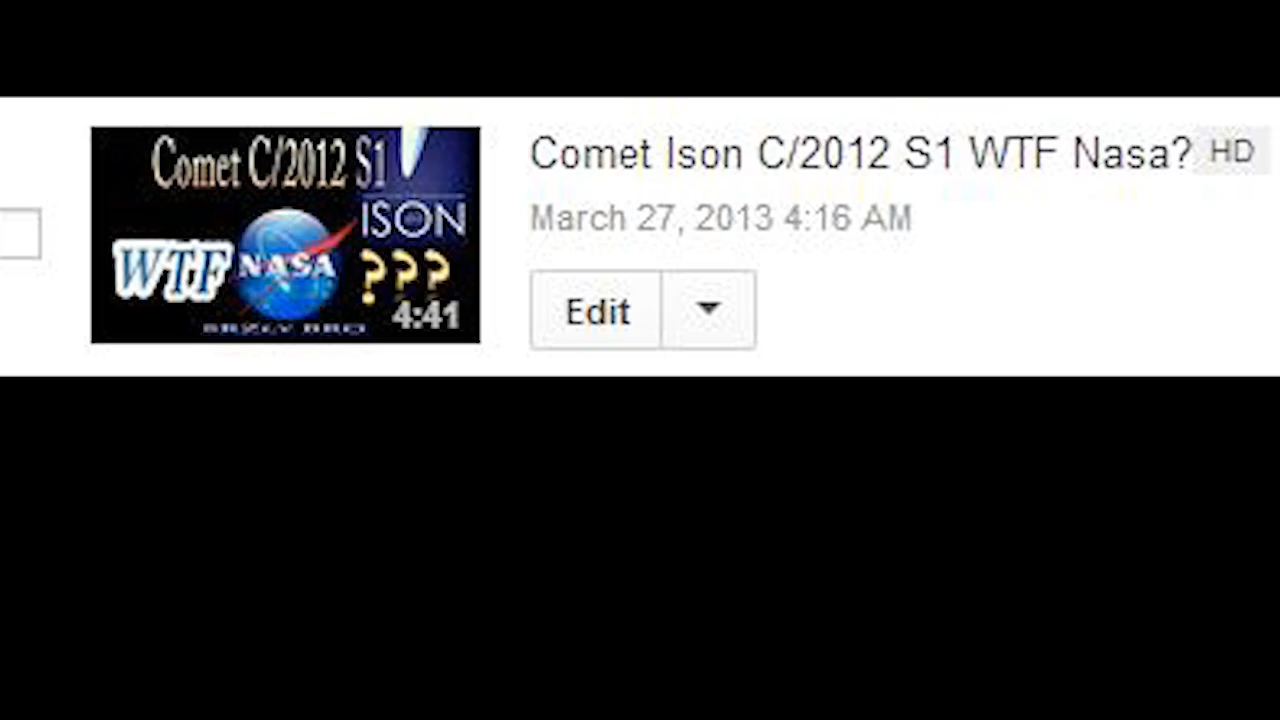 Comet C/2012 S1
ISON
WTF NASA ???
4:41
Comet Ison C/2012 S1 WTF Nasa? HD
March 27, 2013 4:16 AM
Edit